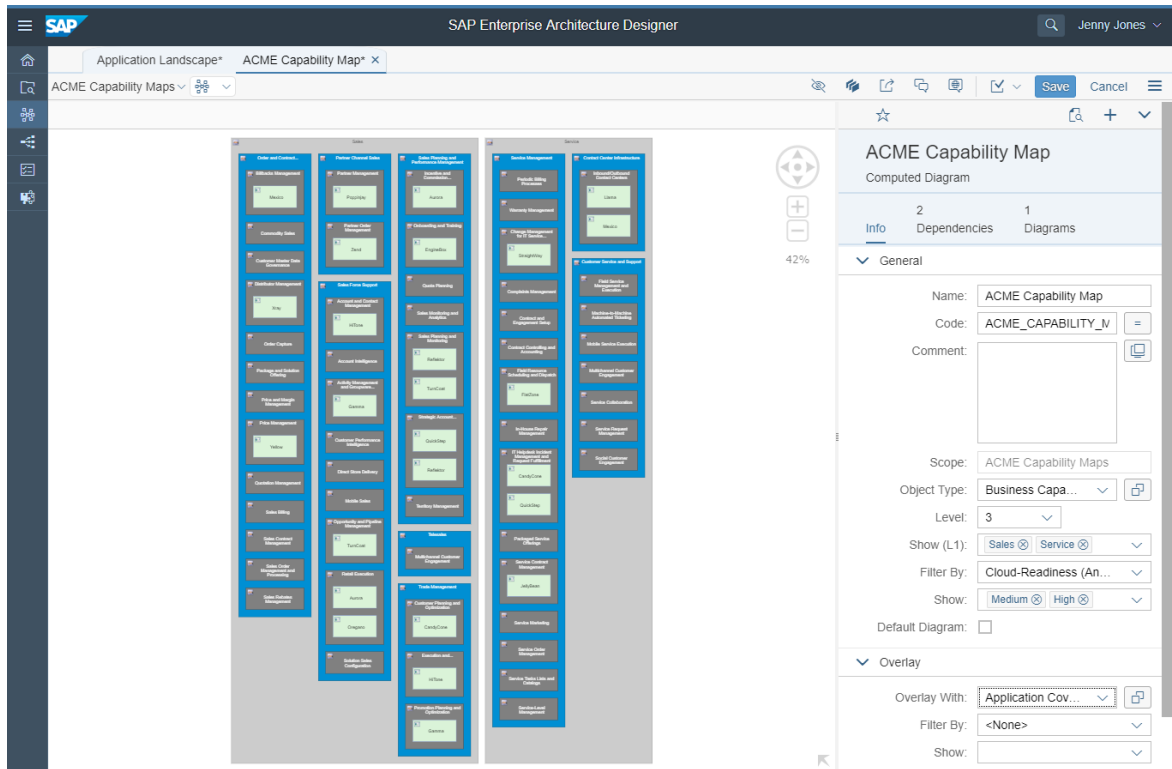 SAP
SAP Enterprise Architecture Designer
Jenny Jones
Application Landscape*
ACME Capability Map* ×
ACME Capability Maps
Save
Cancel
Sales
Order and Contract...
Billbacks Management
Mexico
Commodity Sales
Customer Master Data
Governance
Distributor Management
Xray
Order Capture
Package and Solution
Offering
Price and Margin
Management
Price Management
Yellow
Quotation Management
Sales Billing
Sales Contract
Management
Sales Order
Management and
Processing
Sales Rebates
Management
Partner Channel Sales
Partner Management
Popinjay
Partner Order
Management
Zend
Sales Force Support
Account and Contact
Management
HiTone
Account Intelligence
Activity Management
and Groupware...
Gamma
Customer Performance
Intelligence
Direct Store Delivery
Mobile Sales
Opportunity and Pipeline
Management
TurnCoat
Retail Execution
Aurora
Oregano
Solution Sales
Configuration
Sales Planning and
Performance Management
Incentive and
Commission...
Aurora
Onboarding and Training
EngineBox
Quota Planning
Sales Monitoring and
Analytics
Sales Planning and
Monitoring
Reflektor
TurnCoat
Strategic Account...
QuickStep
Reflektor
Territory Management
Telesales
Multichannel Customer
Engagement
Trade Management
Customer Planning and
Optimization
CandyCone
Execution and...
HiTone
Promotion Planning and
Optimization
Gamma
Service
Service Management
Periodic Billing
Processes
Warranty Management
Change Management
for IT Service...
StraightWay
Complaints Management
Contract and
Engagement Setup
Contract Controlling and
Accounting
Field Resource
Scheduling and Dispatch
In-House Repair
Management
IT Helpdesk Incident
Management and
Request Fulfillment
CandyCone
QuickStep
Packaged Service
Offerings
Service Contract
Management
JellyBean
Service Marketing
Service Order
Management
Service Tasks Lists and
Catalogs
Service-Level
Management
Contact Center Infrastructure
Inbound/Outbound
Contact Centers
Llama
Mexico
Customer Service and Support
Field Service
Management and
Execution
Machine-to-Machine
Automated Ticketing
Mobile Service Execution
Multichannel Customer
Engagement
Service Collaboration
Service Request
Management
Social Customer
Engagement
42%
ACME Capability Map
Computed Diagram
Info
2
Dependencies
1
Diagrams
General
Name: ACME Capability Map
Code: ACME_CAPABILITY_M =
Comment:
Scope: ACME Capability Maps
Object Type: Business Capa...
Level: 3
Show (L1): Sales Service
Filter By: Cloud-Readiness (An...
Show: Medium High
Default Diagram:
Overlay
Overlay With: Application Cov...
Filter By: <None>
Show: